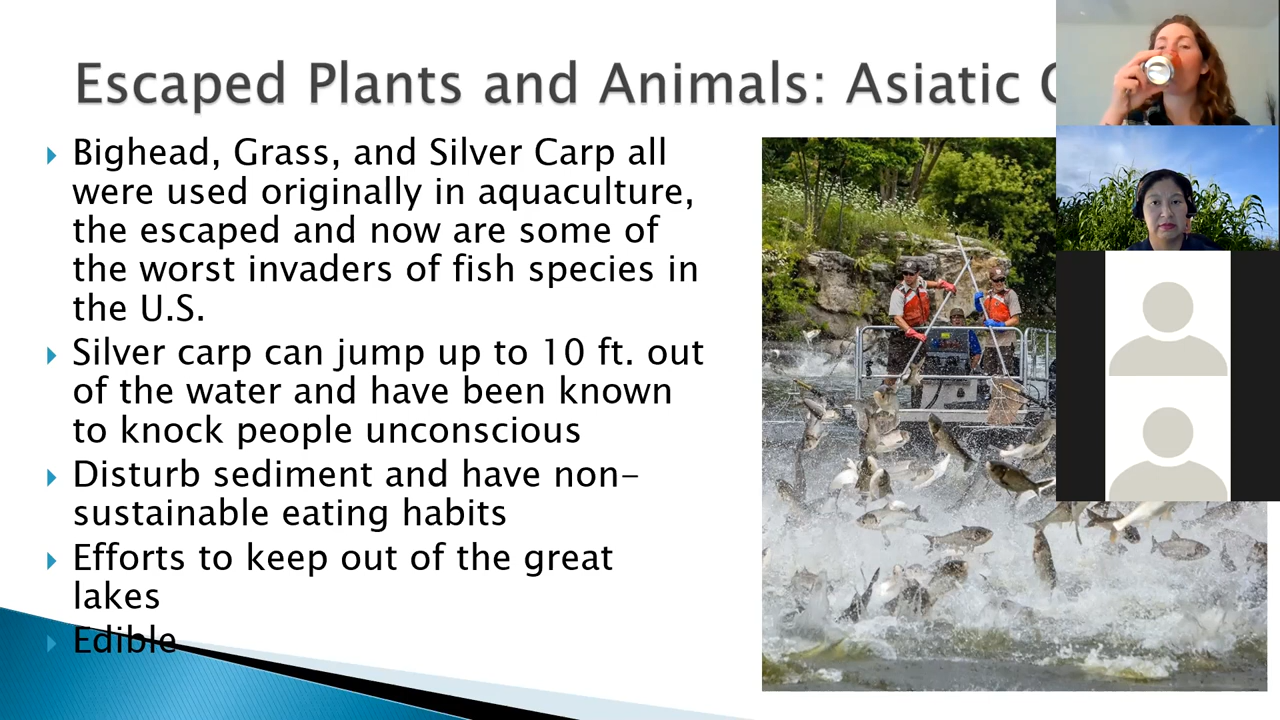 Escaped Plants and Animals: Asiatic
Bighead, Grass, and Silver Carp all
were used originally in aquaculture,
the escaped and now are some of
the worst invaders of fish species in
the U.S.
Silver carp can jump up to 10 ft. out
of the water and have been known
to knock people unconscious
Disturb sediment and have non-
sustainable eating habits
Efforts to keep out of the great
lakes
Edible